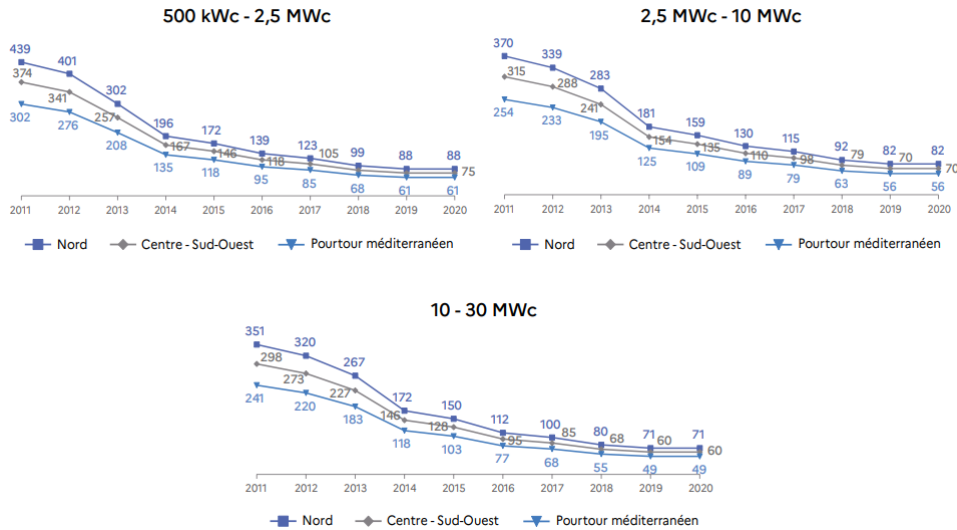 500 kWc - 2,5 MWc
439 401 302 196 172 139 123 99 88 88
374 341 257 167 146 118 105 75
302 276 208 135 118 95 85 68 61 61
2011 2012 2013 2014 2015 2016 2017 2018 2019 2020
Nord Centre - Sud-Ouest Pourtour méditerranéen
2,5 MWc - 10 MWc
370 339 283 181 159 130 115 92 82 82
315 288 241 154 135 110 98 79 70 70
254 233 195 125 109 89 79 63 56 56
2011 2012 2013 2014 2015 2016 2017 2018 2019 2020
Nord Centre - Sud-Ouest Pourtour méditerranéen
10 - 30 MWc
351 320 267 172 150 112 100 80 71 71
298 273 227 146 128 95 85 68 60 60
241 220 183 118 103 77 68 55 49 49
2011 2012 2013 2014 2015 2016 2017 2018 2019 2020
Nord Centre - Sud-Ouest Pourtour méditerranéen